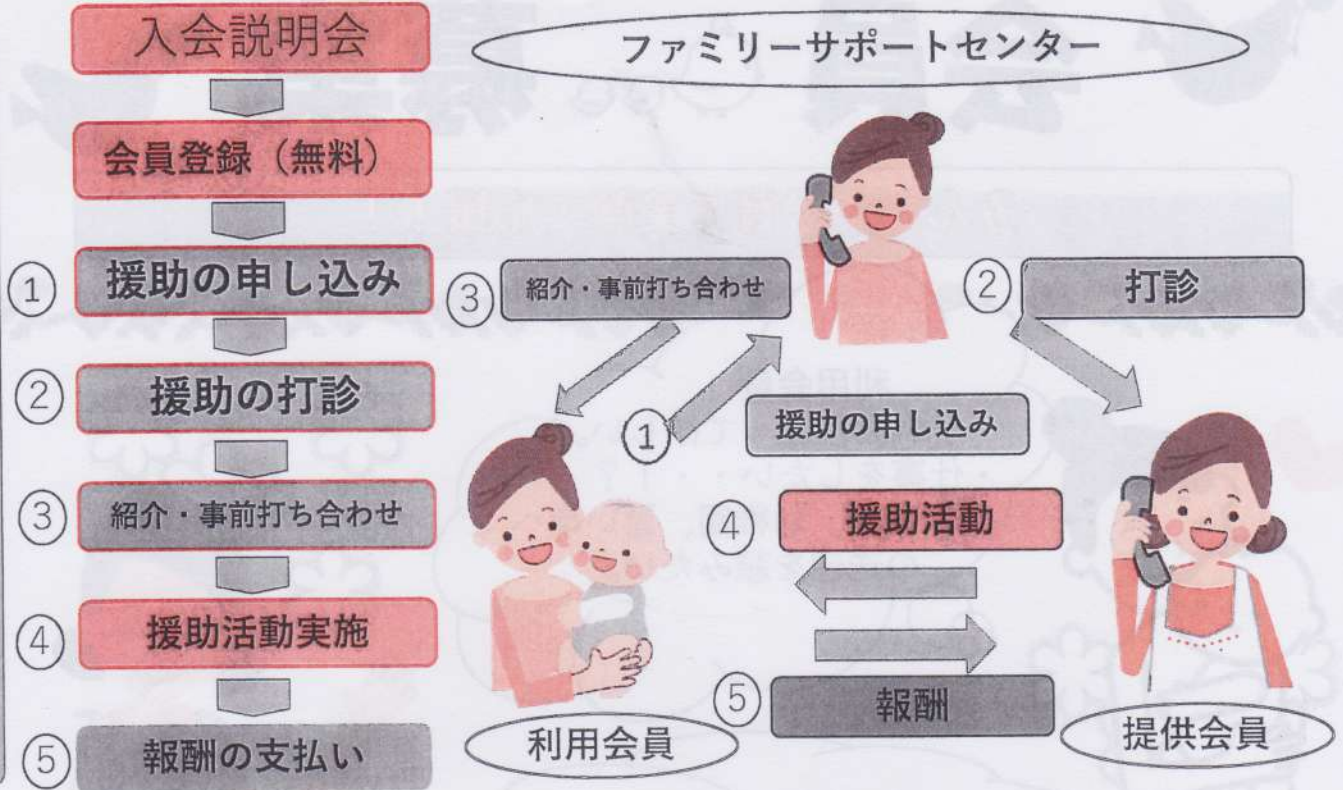 入会説明会
会員登録（無料）
① 援助の申し込み
② 援助の打診
③ 紹介・事前打ち合わせ
④ 援助活動実施
⑤ 報酬の支払い
ファミリーサポートセンター
③ 紹介・事前打ち合わせ
② 打診
① 援助の申し込み
④ 援助活動
⑤ 報酬
利用会員
提供会員